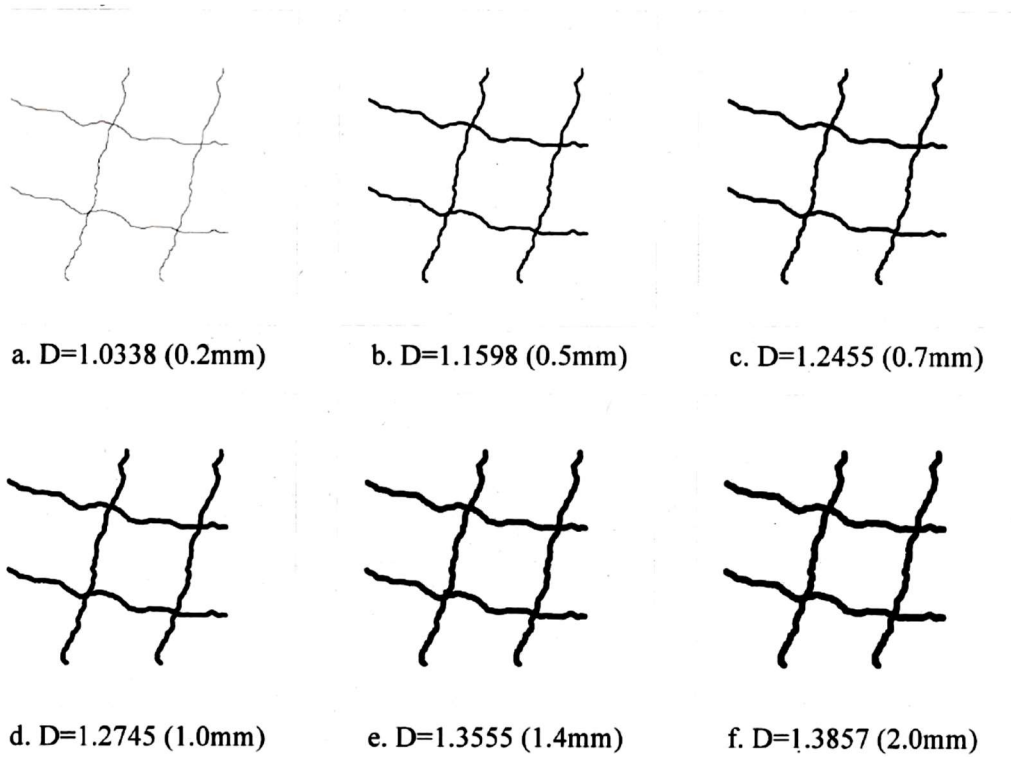 a. D=1.0338 (0.2mm)
b. D=1.1598 (0.5mm)
c. D=1.2455 (0.7mm)
d. D=1.2745 (1.0mm)
e. D=1.3555 (1.4mm)
f. D=1.3857 (2.0mm)